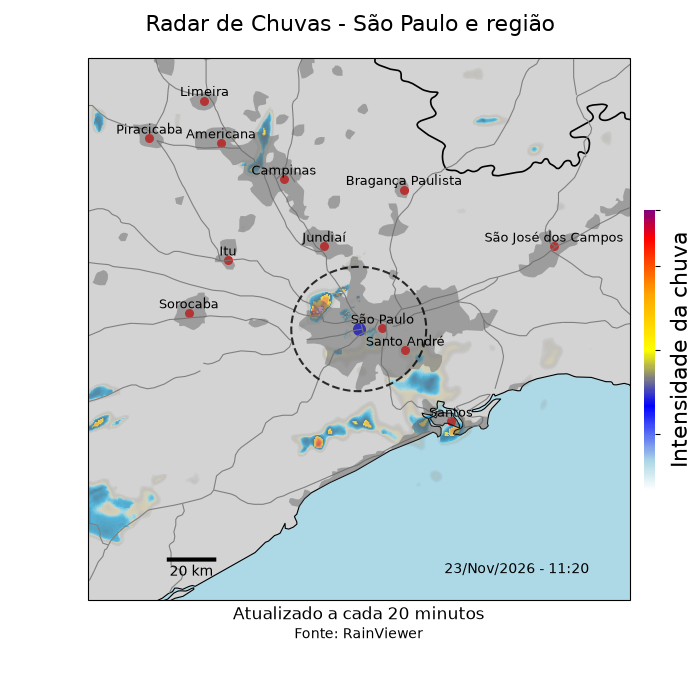 Radar de Chuvas - São Paulo e região
Limeira
Piracicaba
Americana
Campinas
Bragança Paulista
Jundiaí
São José dos Campos
Itu
Sorocaba
São Paulo
Santo André
Santos
Intensidade da chuva
20 km
23/Nov/2026 - 11:20
Atualizado a cada 20 minutos
Fonte: RainViewer